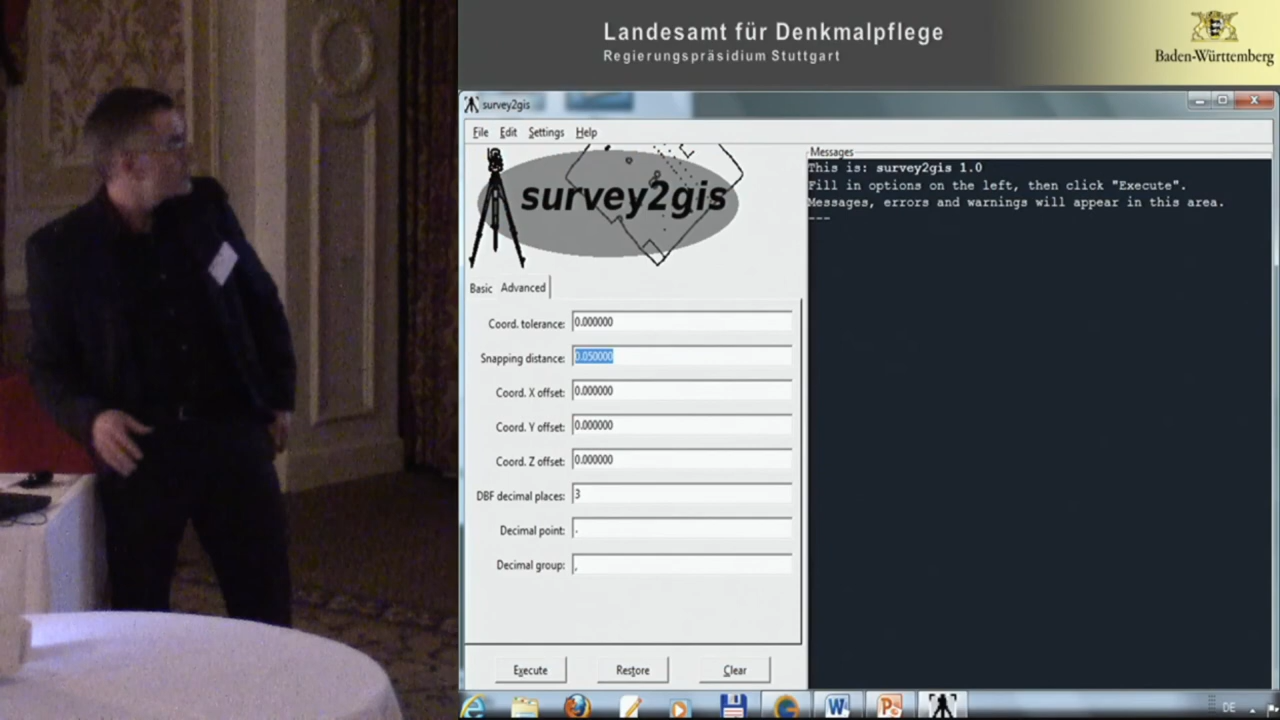 Landesamt für Denkmalpflege
Regierungspräsidium Stuttgart
Baden-Württemberg
survey2gis
File Edit Settings Help
survey2gis
Basic Advanced
Coord. tolerance: 0.000000
Snapping distance: 0.050000
Coord. X offset: 0.000000
Coord. Y offset: 0.000000
Coord. Z offset: 0.000000
DBF decimal places: 3
Decimal point: .
Decimal group: ,
Execute Restore Clear
Messages
This is: survey2gis 1.0
Fill in options on the left, then click "Execute".
Messages, errors and warnings will appear in this area.
---
DE